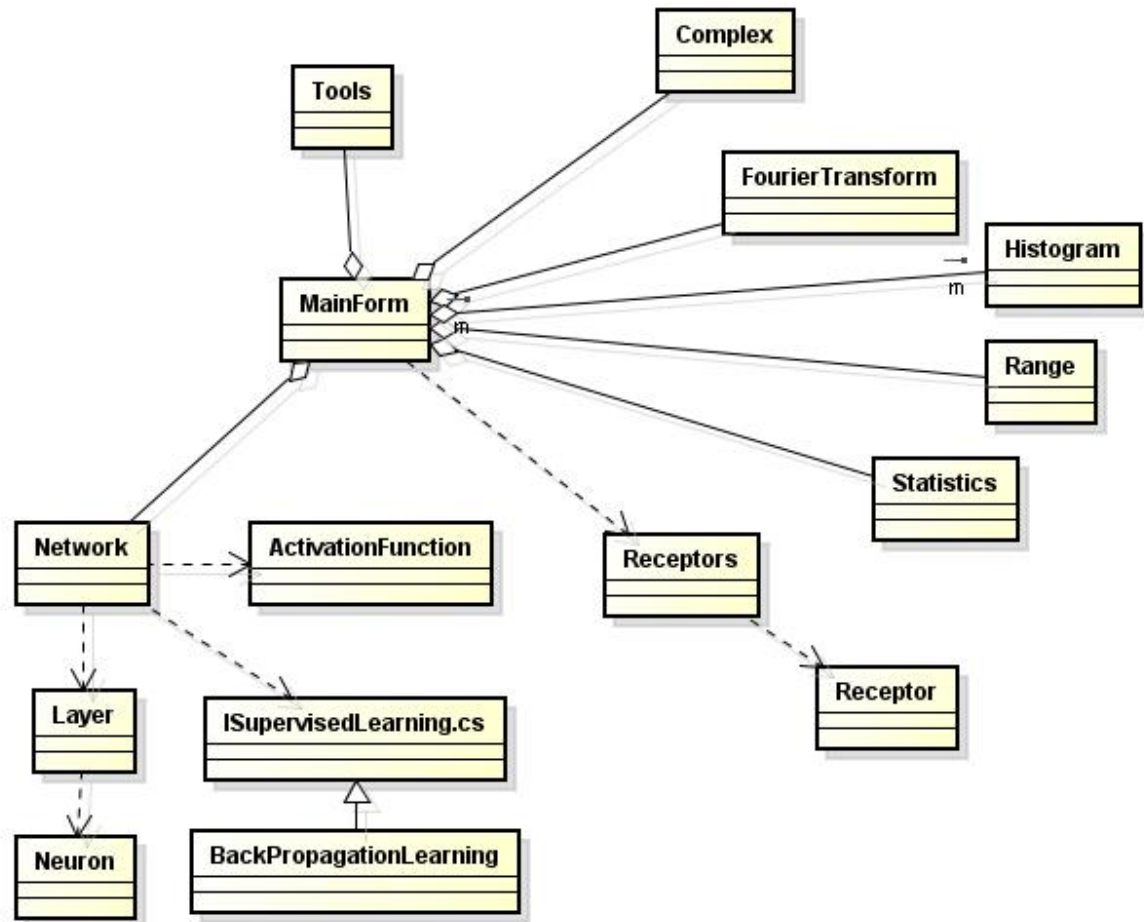 Complex
Tools
FourierTransform
Histogram
m
MainForm
m
Range
Statistics
Network
ActivationFunction
Receptors
Receptor
Layer
ISupervisedLearning.cs
Neuron
BackPropagationLearning